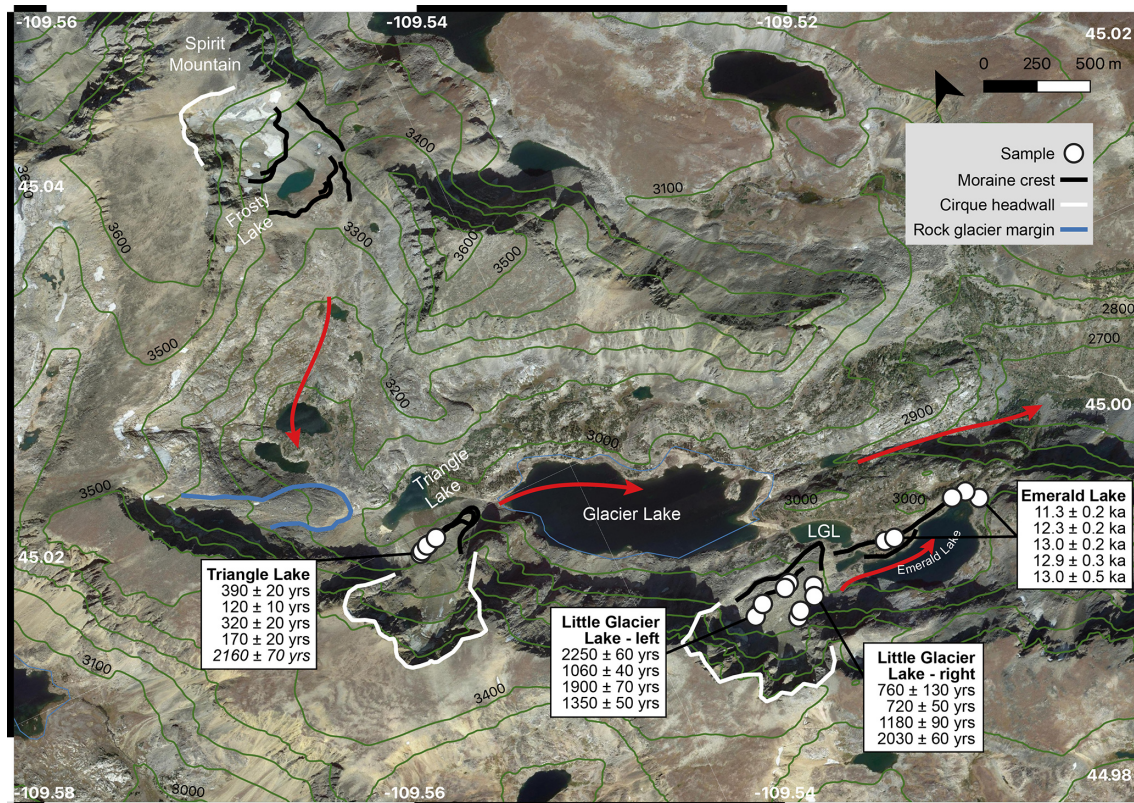 -109.56
-109.54
-109.52
45.02
Spirit
Mountain
0 250 500 m
Sample
Moraine crest
Cirque headwall
Rock glacier margin
3400
3100
45.04
3600
Frosty
Lake
3300
3600
3500
3600
3500
3200
2800
2700
2900
45.00
3000
3500
Triangle
Lake
Glacier Lake
3000
3000
LGL
Emerald Lake
45.02
Emerald Lake
11.3 ± 0.2 ka
12.3 ± 0.2 ka
13.0 ± 0.2 ka
12.9 ± 0.3 ka
13.0 ± 0.5 ka
Triangle Lake
390 ± 20 yrs
120 ± 10 yrs
320 ± 20 yrs
170 ± 20 yrs
2160 ± 70 yrs
Little Glacier
Lake - left
2250 ± 60 yrs
1060 ± 40 yrs
1900 ± 70 yrs
1350 ± 50 yrs
Little Glacier
Lake - right
760 ± 130 yrs
720 ± 50 yrs
1180 ± 90 yrs
2030 ± 60 yrs
3100
3400
3000
-109.58
-109.56
-109.54
44.98